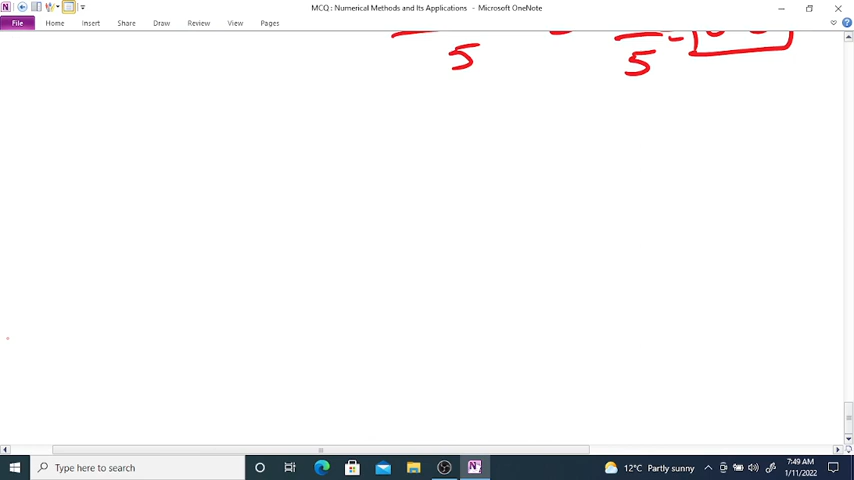 MCQ : Numerical Methods and Its Applications - Microsoft OneNote
File Home Insert Share Draw Review View Pages
5 5 =
Type here to search
12°C Partly sunny
7:49 AM
1/11/2022